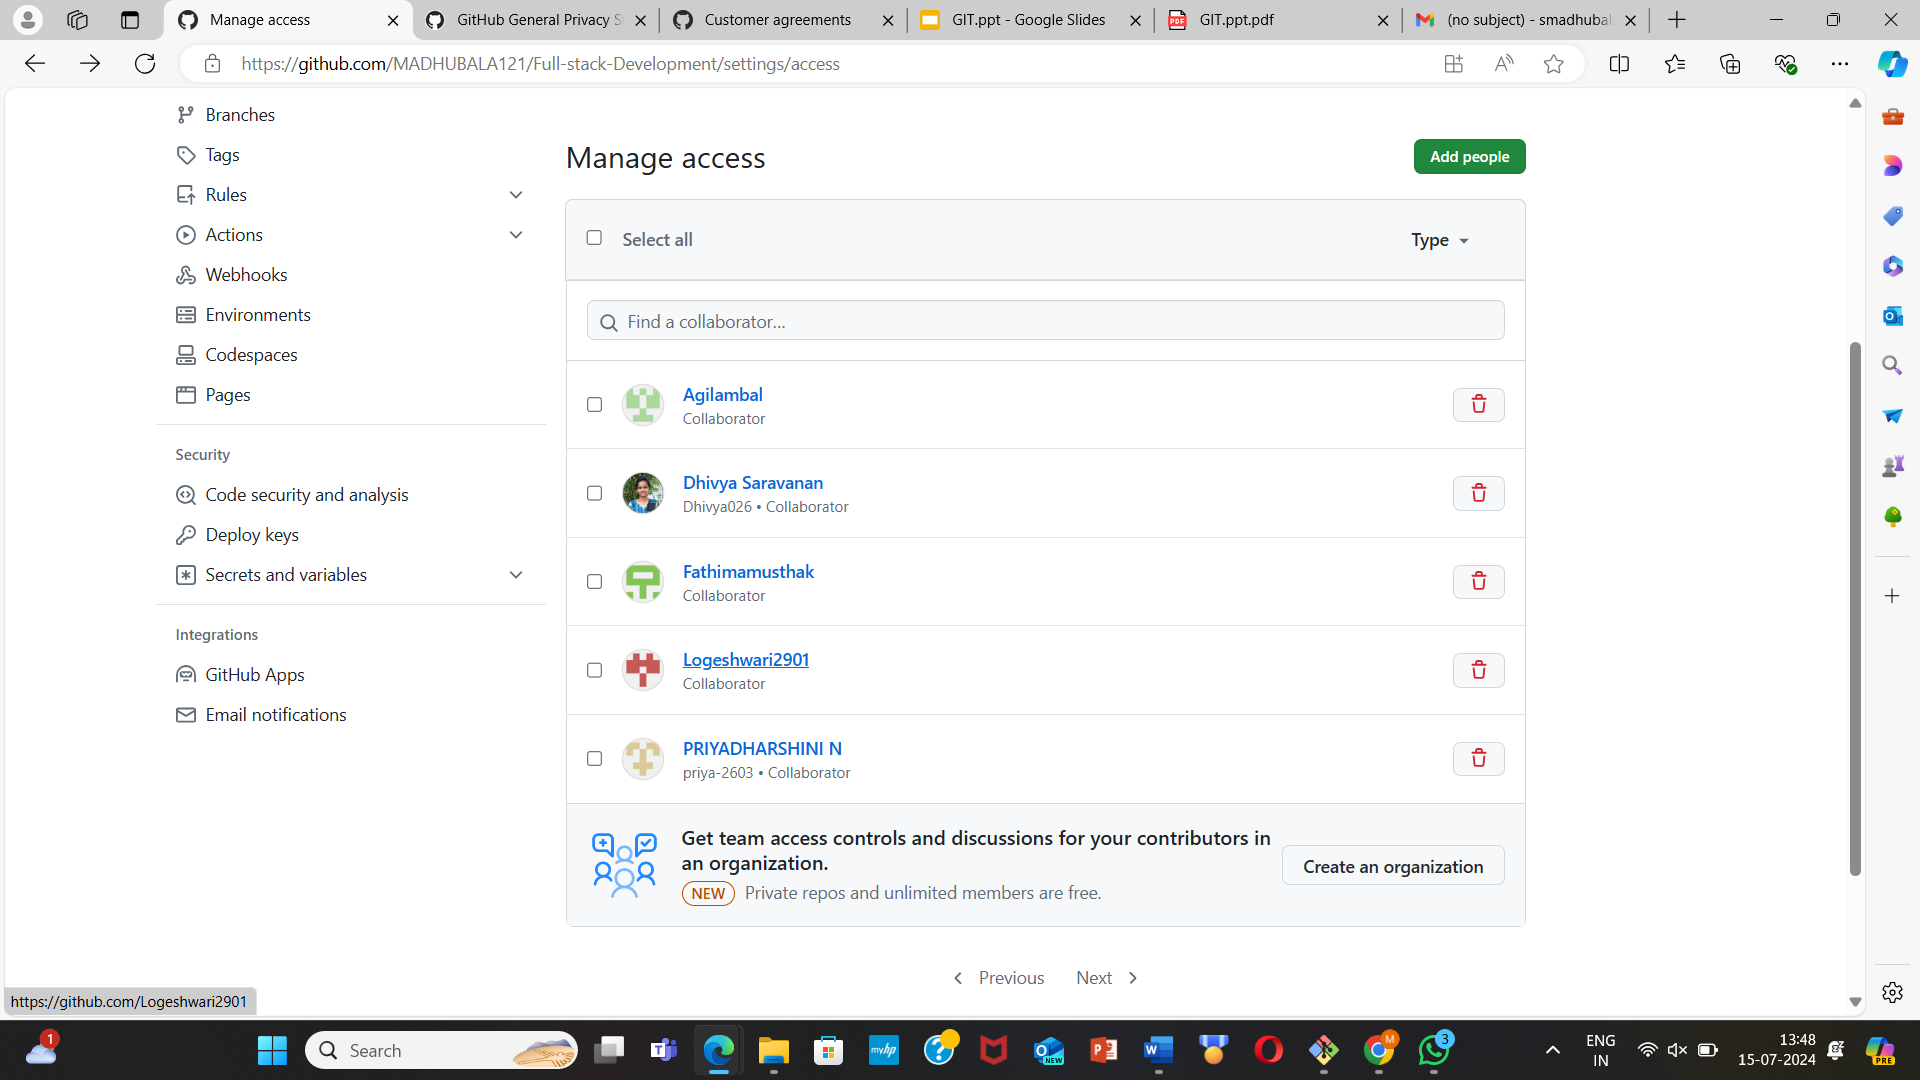 Manage access
GitHub General Privacy S
Customer agreements
GIT.ppt - Google Slides
GIT.ppt.pdf
(no subject) - smadhubal
https://github.com/MADHUBALA121/Full-stack-Development/settings/access
Branches
Tags
Rules
Actions
Webhooks
Environments
Codespaces
Pages
Security
Code security and analysis
Deploy keys
Secrets and variables
Integrations
GitHub Apps
Email notifications
Manage access
Add people
Select all
Type
Find a collaborator...
Agilambal
Collaborator
Dhivya Saravanan
Dhivya026 • Collaborator
Fathimamusthak
Collaborator
Logeshwari2901
Collaborator
PRIYADHARSHINI N
priya-2603 • Collaborator
Get team access controls and discussions for your contributors in
an organization.
NEW Private repos and unlimited members are free.
Create an organization
Previous Next
https://github.com/Logeshwari2901
1
Search
myhp
NEW
M
3
ENG
IN
13:48
15-07-2024
PRE